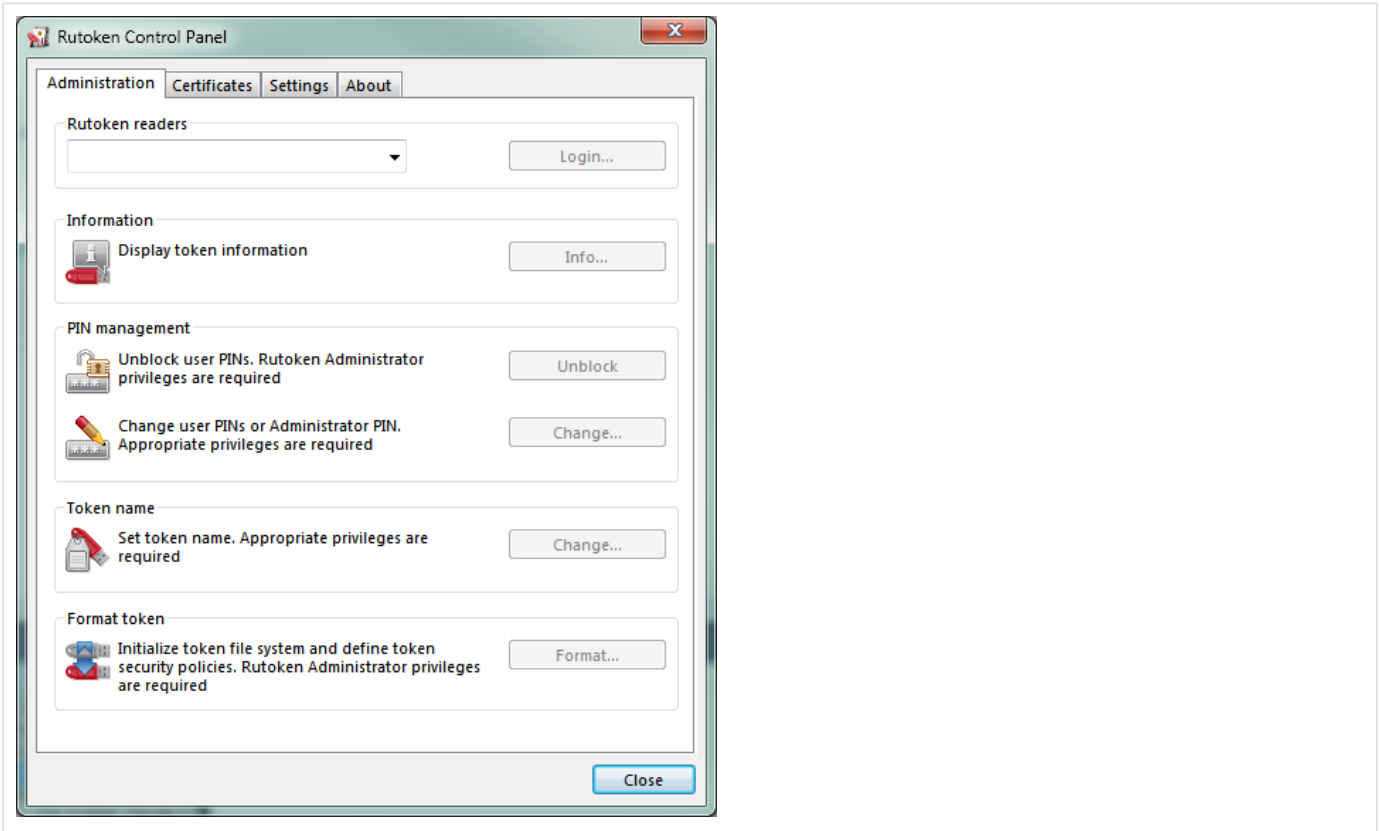 Rutoken Control Panel
Administration Certificates Settings About
Rutoken readers
Login...
Information
Display token information
Info...
PIN management
Unblock user PINs. Rutoken Administrator
privileges are required
Unblock
Change user PINs or Administrator PIN.
Appropriate privileges are required
Change...
Token name
Set token name. Appropriate privileges are
required
Change...
Format token
Initialize token file system and define token
security policies. Rutoken Administrator privileges
are required
Format...
Close